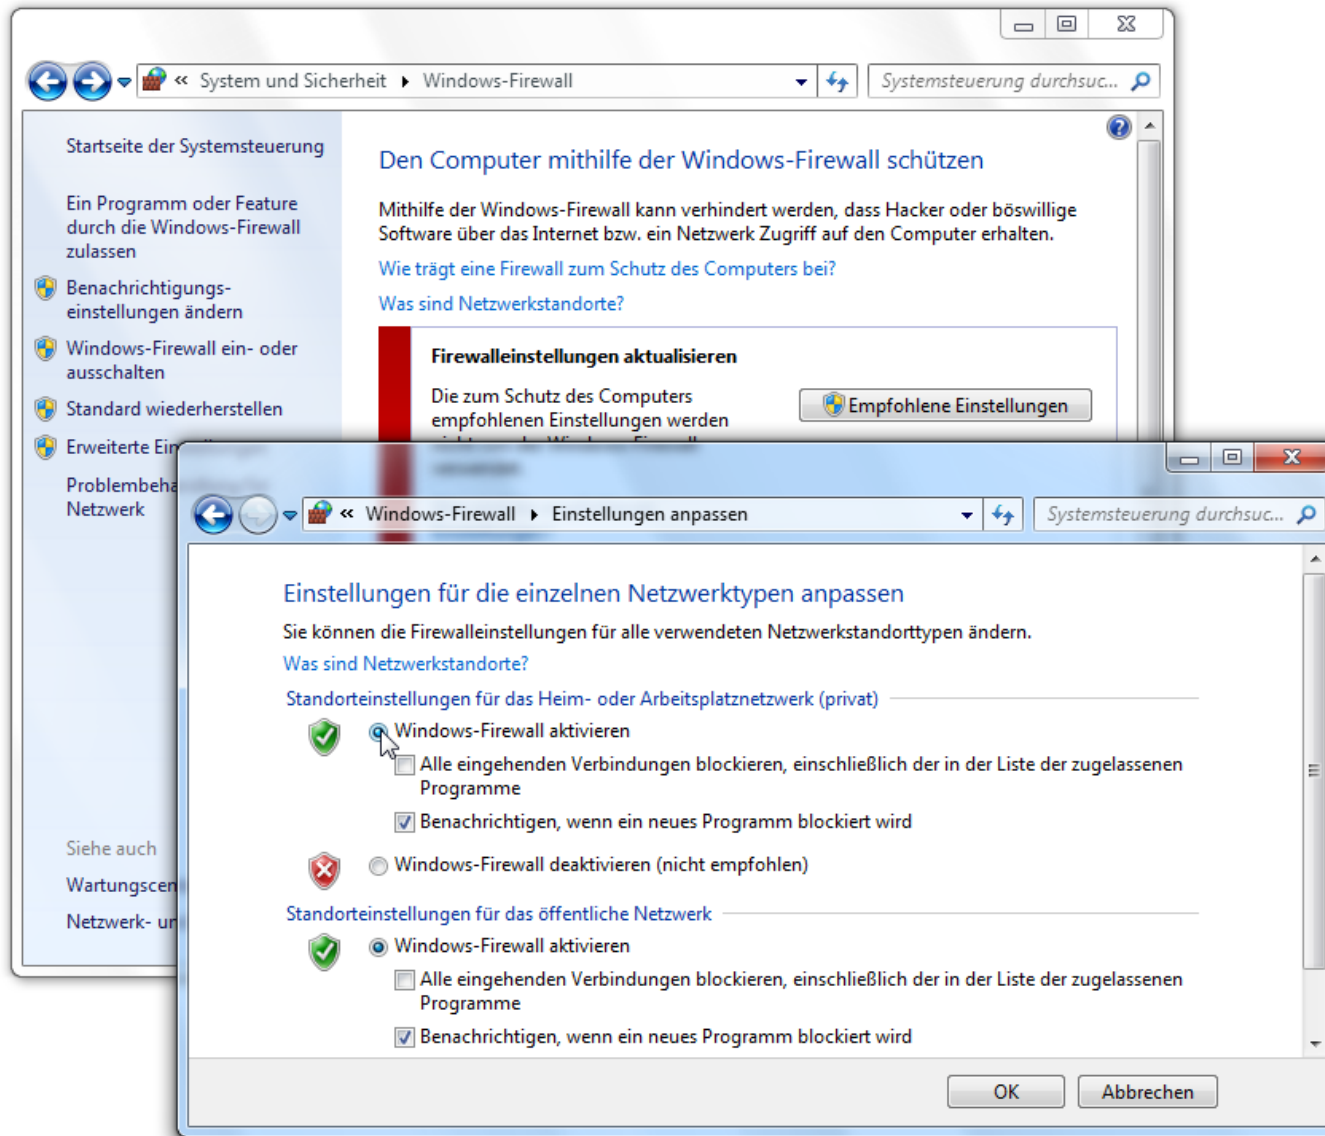 « System und Sicherheit ▸ Windows-Firewall
Systemsteuerung durchsuc...
Startseite der Systemsteuerung
Ein Programm oder Feature
durch die Windows-Firewall
zulassen
Benachrichtigungs-
einstellungen ändern
Windows-Firewall ein- oder
ausschalten
Standard wiederherstellen
Erweiterte
Netzwerk
Siehe auch
Netzwerk-
Den Computer mithilfe der Windows-Firewall schützen
Mithilfe der Windows-Firewall kann verhindert werden, dass Hacker oder böswillige
Software über das Internet bzw. ein Netzwerk Zugriff auf den Computer erhalten.
Wie trägt eine Firewall zum Schutz des Computers bei?
Was sind Netzwerkstandorte?
Firewalleinstellungen aktualisieren
Die zum Schutz des Computers
empfohlenen Einstellungen werden
Empfohlene Einstellungen
« Windows-Firewall ▸ Einstellungen anpassen
Systemsteuerung durchsuc...
Einstellungen für die einzelnen Netzwerktypen anpassen
Sie können die Firewalleinstellungen für alle verwendeten Netzwerkstandorttypen ändern.
Was sind Netzwerkstandorte?
Standorteinstellungen für das Heim- oder Arbeitsplatznetzwerk (privat)
Windows-Firewall aktivieren
Alle eingehenden Verbindungen blockieren, einschließlich der in der Liste der zugelassenen
Programme
Benachrichtigen, wenn ein neues Programm blockiert wird
Windows-Firewall deaktivieren (nicht empfohlen)
Standorteinstellungen für das öffentliche Netzwerk
Windows-Firewall aktivieren
Alle eingehenden Verbindungen blockieren, einschließlich der in der Liste der zugelassenen
Programme
Benachrichtigen, wenn ein neues Programm blockiert wird
OK
Abbrechen